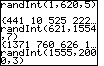 randInt(1,620,5)
{441 10 525 222…
randInt(621,1554
,7)
{1371 760 626 1…
randInt(1555,200
0,3)